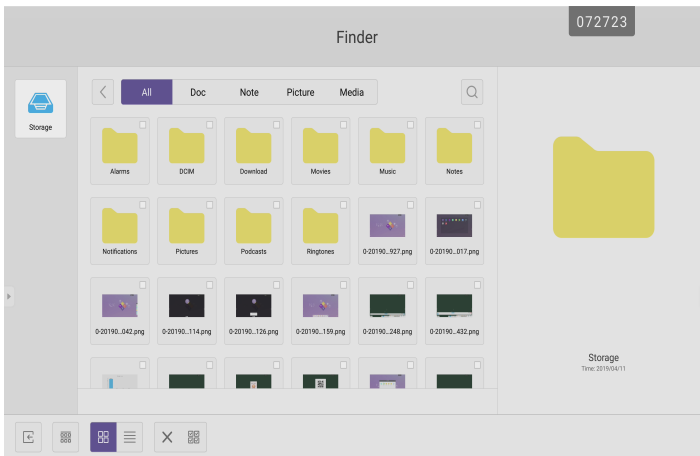 072723
Finder
Storage
All Doc Note Picture Media
Alarms DCIM Download Movies Music Notes
Notifications Pictures Podcasts Ringtones 0-20190...927.png 0-20190...017.png
0-20190...042.png 0-20190...114.png 0-20190...126.png 0-20190...159.png 0-20190...248.png 0-20190...432.png
Storage
Time: 2019/04/11